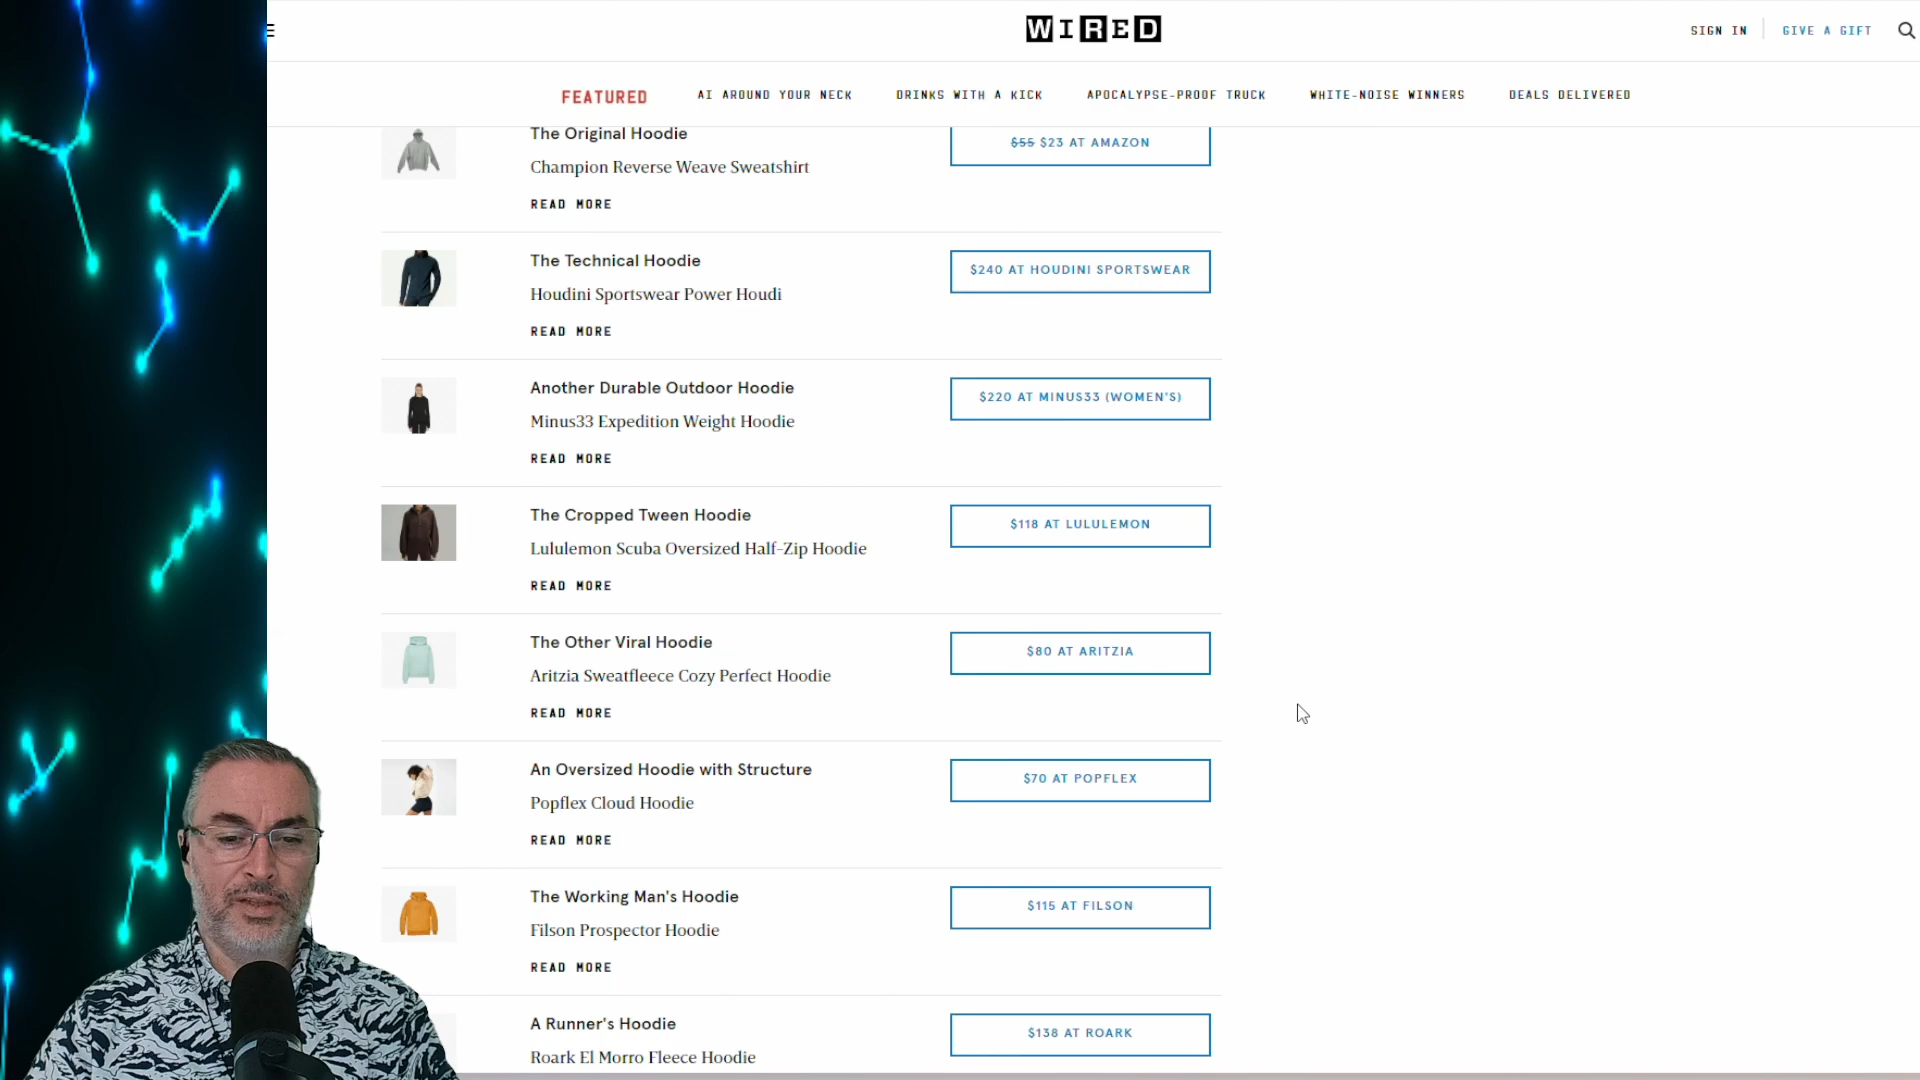 WIRED
SIGN IN
GIVE A GIFT
FEATURED
AI AROUND YOUR NECK
DRINKS WITH A KICK
APOCALYPSE-PROOF TRUCK
WHITE-NOISE WINNERS
DEALS DELIVERED
The Original Hoodie
Champion Reverse Weave Sweatshirt
READ MORE
$55 $23 AT AMAZON
The Technical Hoodie
Houdini Sportswear Power Houdi
READ MORE
$240 AT HOUDINI SPORTSWEAR
Another Durable Outdoor Hoodie
Minus33 Expedition Weight Hoodie
READ MORE
$220 AT MINUS33 (WOMEN'S)
The Cropped Tween Hoodie
Lululemon Scuba Oversized Half-Zip Hoodie
READ MORE
$118 AT LULULEMON
The Other Viral Hoodie
Aritzia Sweatfleece Cozy Perfect Hoodie
READ MORE
$80 AT ARITZIA
An Oversized Hoodie with Structure
Popflex Cloud Hoodie
READ MORE
$70 AT POPFLEX
The Working Man's Hoodie
Filson Prospector Hoodie
READ MORE
$115 AT FILSON
A Runner's Hoodie
Roark El Morro Fleece Hoodie
$138 AT ROARK